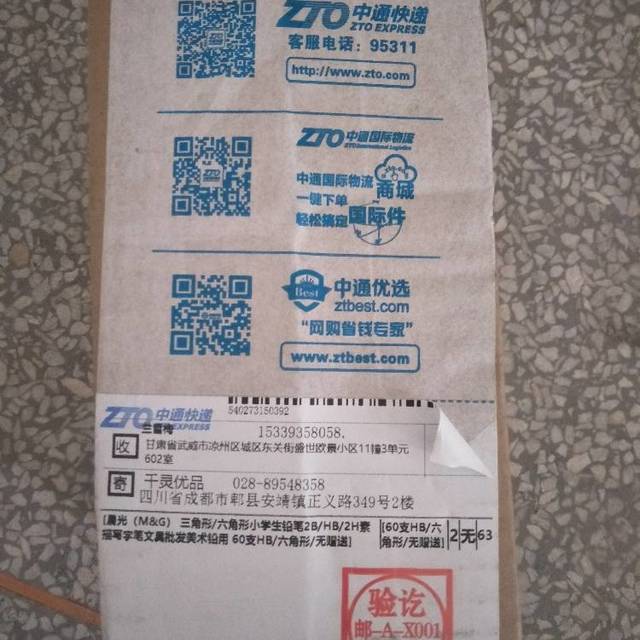 ZTO 中通快递
ZTO EXPRESS
客服电话：95311
http://www.zto.com
ZTO 中通国际物流
中通国际物流
商城
一键下单
轻松搞定
国际件
Best
中通优选
ztbest.com
“网购省钱专家”
www.ztbest.com
ZTO 中通快递
EXPRESS
540273150392
15339358058.
收
甘肃省武威市凉州区城区东关街盛世欧景小区11幢3单元
602室
寄
千灵优品 028-89548358
四川省成都市郫县安靖镇正义路349号2楼
[晨光（M&G）三角形/六角形小学生铅笔2B/HB/2H素
描写字笔文具批发美术铅用 60支HB/六角形/无赠送]
[60支HB/六
角形/无赠送]
2
无
63
验讫
邮-A-X001